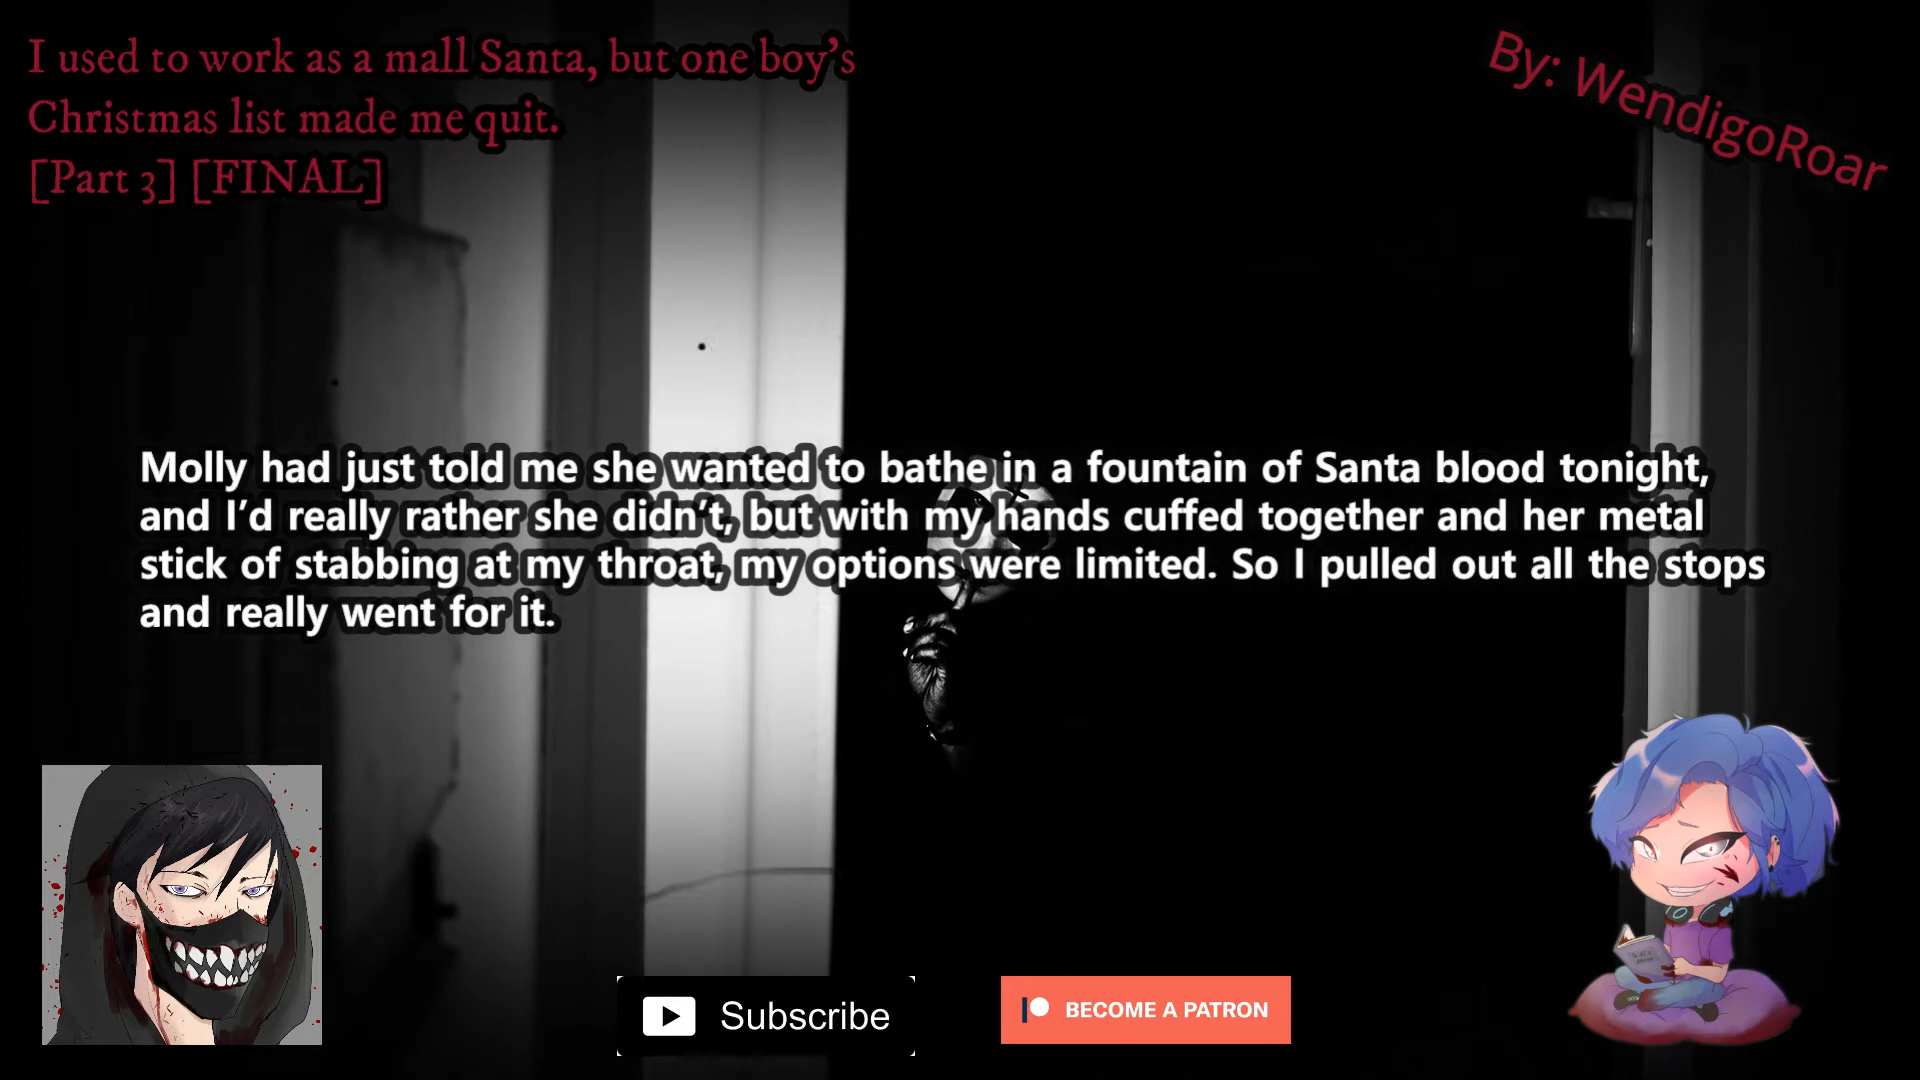 I used to work as a mall Santa, but one boy’s
Christmas list made me quit.
[Part 3] [FINAL]
By: WendigoRoar
Molly had just told me she wanted to bathe in a fountain of Santa blood tonight,
and I’d really rather she didn’t, but with my hands cuffed together and her metal
stick of stabbing at my throat, my options were limited. So I pulled out all the stops
and really went for it.
Subscribe
BECOME A PATRON